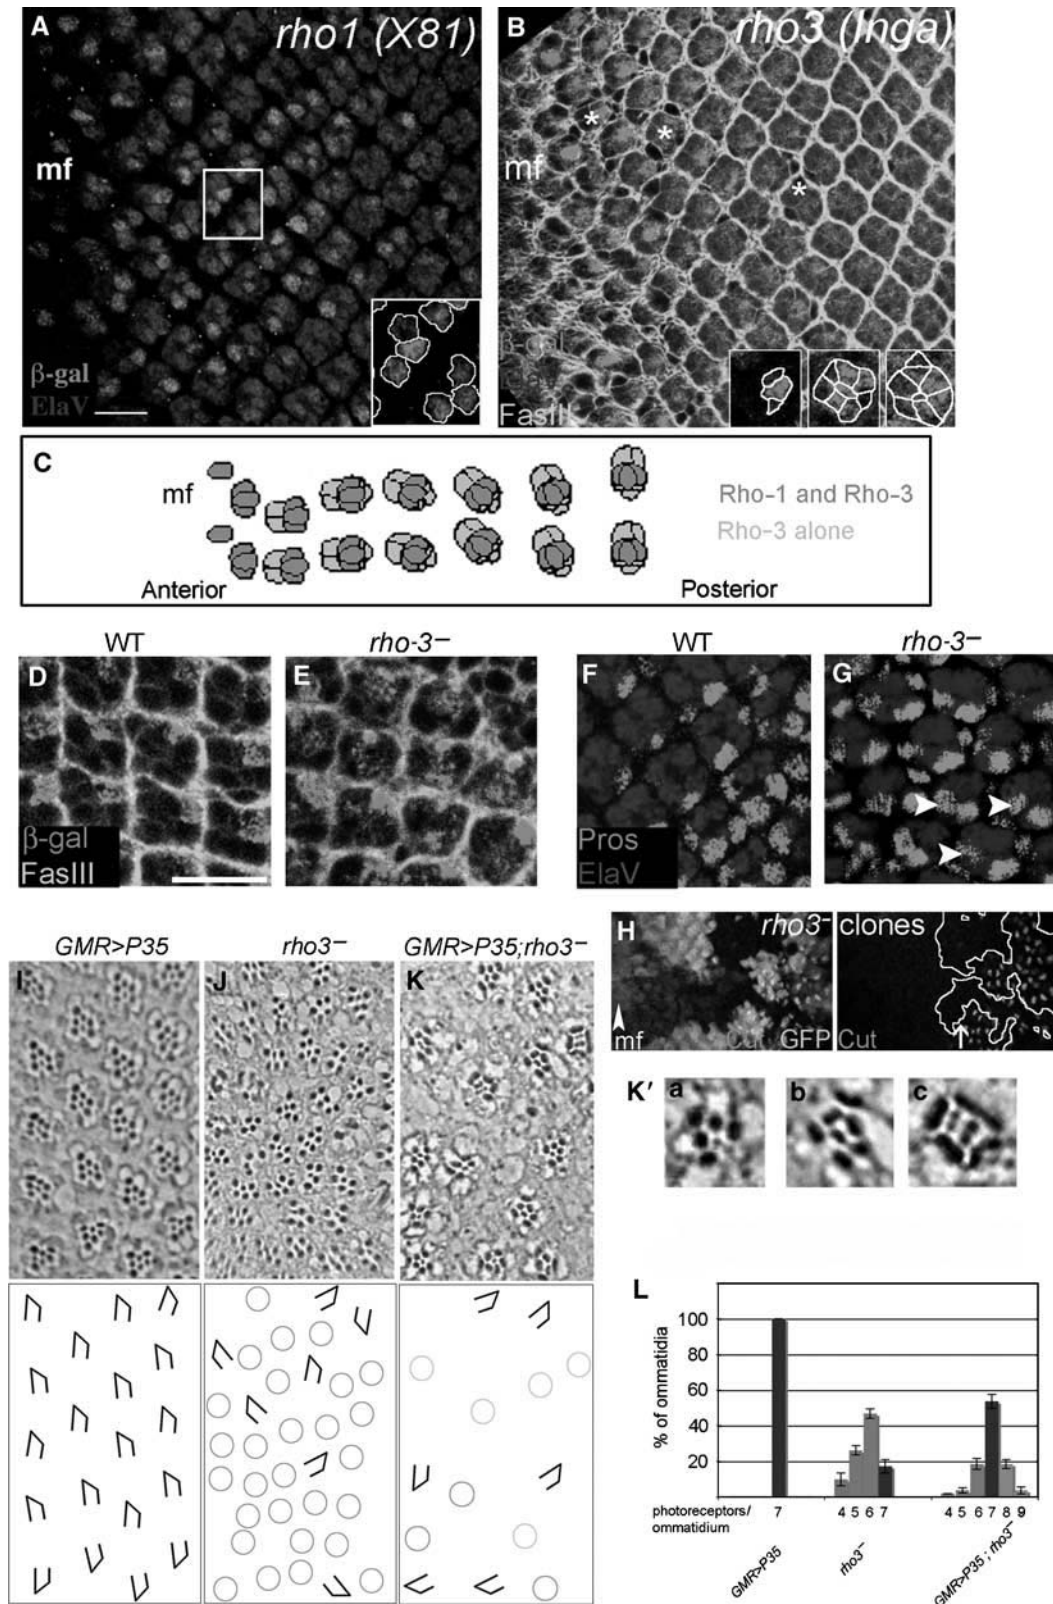 A
rho1 (X81)
mf
β-gal
ElaV
B
rho3 (Inga)
*
*
*
mf
β-gal
ElaV
FasIII
C
mf
Rho-1 and Rho-3
Rho-3 alone
Anterior
Posterior
WT
rho-3–
WT
rho-3–
D
β-gal
FasIII
E
F
Pros
ElaV
G
GMR>P35
rho3–
GMR>P35;rho3–
I
J
K
H
rho3–
clones
mf
Cut
GFP
Cut
K′
a
b
c
L
% of ommatidia
100
80
60
40
20
photoreceptors/
ommatidium
7
4 5 6 7
4 5 6 7 8 9
GMR>P35
rho3–
GMR>P35 ; rho3–